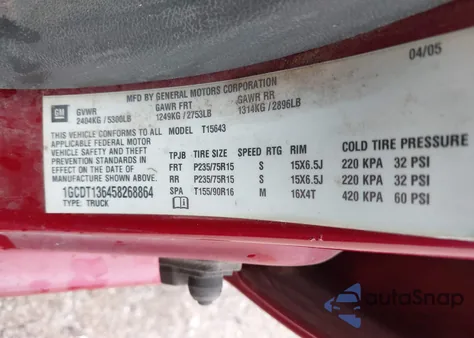 04/05
MFD BY GENERAL MOTORS CORPORATION
GM GVWR GAWR FRT GAWR RR
2404KG / 5300LB 1249KG / 2753LB 1314KG / 2896LB
THIS VEHICLE CONFORMS TO ALL MODEL T15643
APPLICABLE FEDERAL MOTOR
VEHICLE SAFETY STANDARDS IN
EFFECT ON THE DATE OF
MANUFACTURE SHOWN ABOVE.
1GCDT136458268864
TYPE: TRUCK
TPJB TIRE SIZE SPEED RTG RIM COLD TIRE PRESSURE
FRT P235/75R15 S 15X6.5J 220 KPA 32 PSI
RR P235/75R15 S 15X6.5J 220 KPA 32 PSI
SPA T155/90R16 M 16X4T 420 KPA 60 PSI
AutoSnap